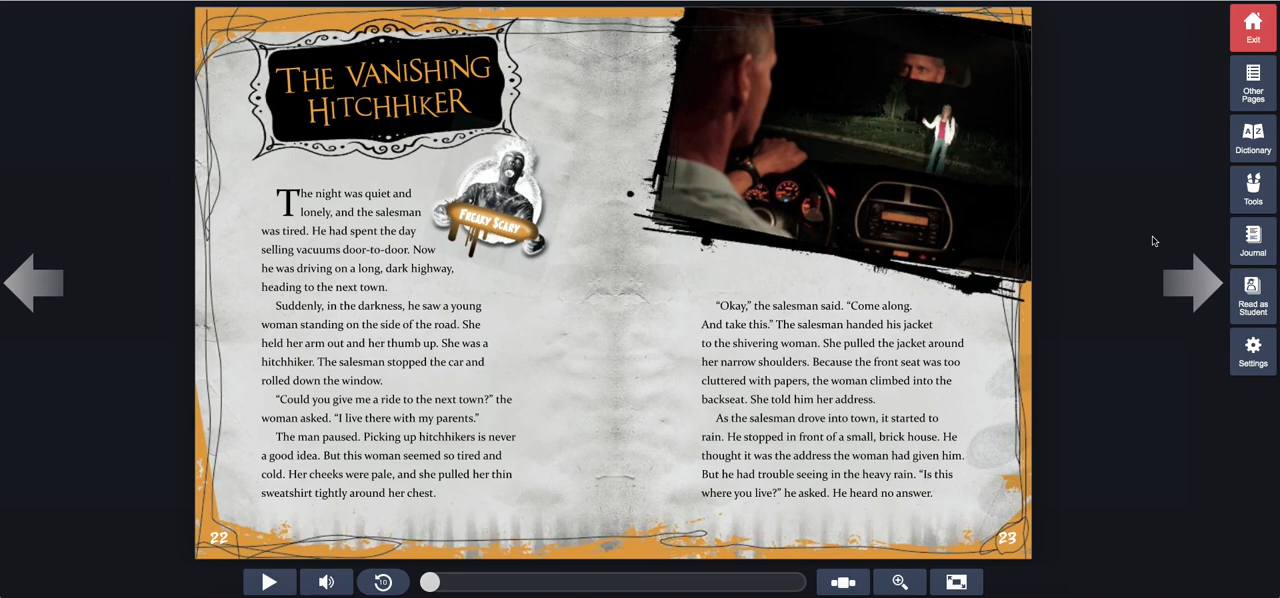 THE VANISHING
HITCHHIKER
FREAKY SCARY
The night was quiet and
lonely, and the salesman
was tired. He had spent the day
selling vacuums door-to-door. Now
he was driving on a long, dark highway,
heading to the next town.
Suddenly, in the darkness, he saw a young
woman standing on the side of the road. She
held her arm out and her thumb up. She was a
hitchhiker. The salesman stopped the car and
rolled down the window.
“Could you give me a ride to the next town?” the
woman asked. “I live there with my parents.”
The man paused. Picking up hitchhikers is never
a good idea. But this woman seemed so tired and
cold. Her cheeks were pale, and she pulled her thin
sweatshirt tightly around her chest.
22
“Okay,” the salesman said. “Come along.
And take this.” The salesman handed his jacket
to the shivering woman. She pulled the jacket around
her narrow shoulders. Because the front seat was too
cluttered with papers, the woman climbed into the
backseat. She told him her address.
As the salesman drove into town, it started to
rain. He stopped in front of a small, brick house. He
thought it was the address the woman had given him.
But he had trouble seeing in the heavy rain. “Is this
where you live?” he asked. He heard no answer.
23
Exit
Other
Pages
A Z
Dictionary
Tools
Journal
Read as
Student
Settings
10